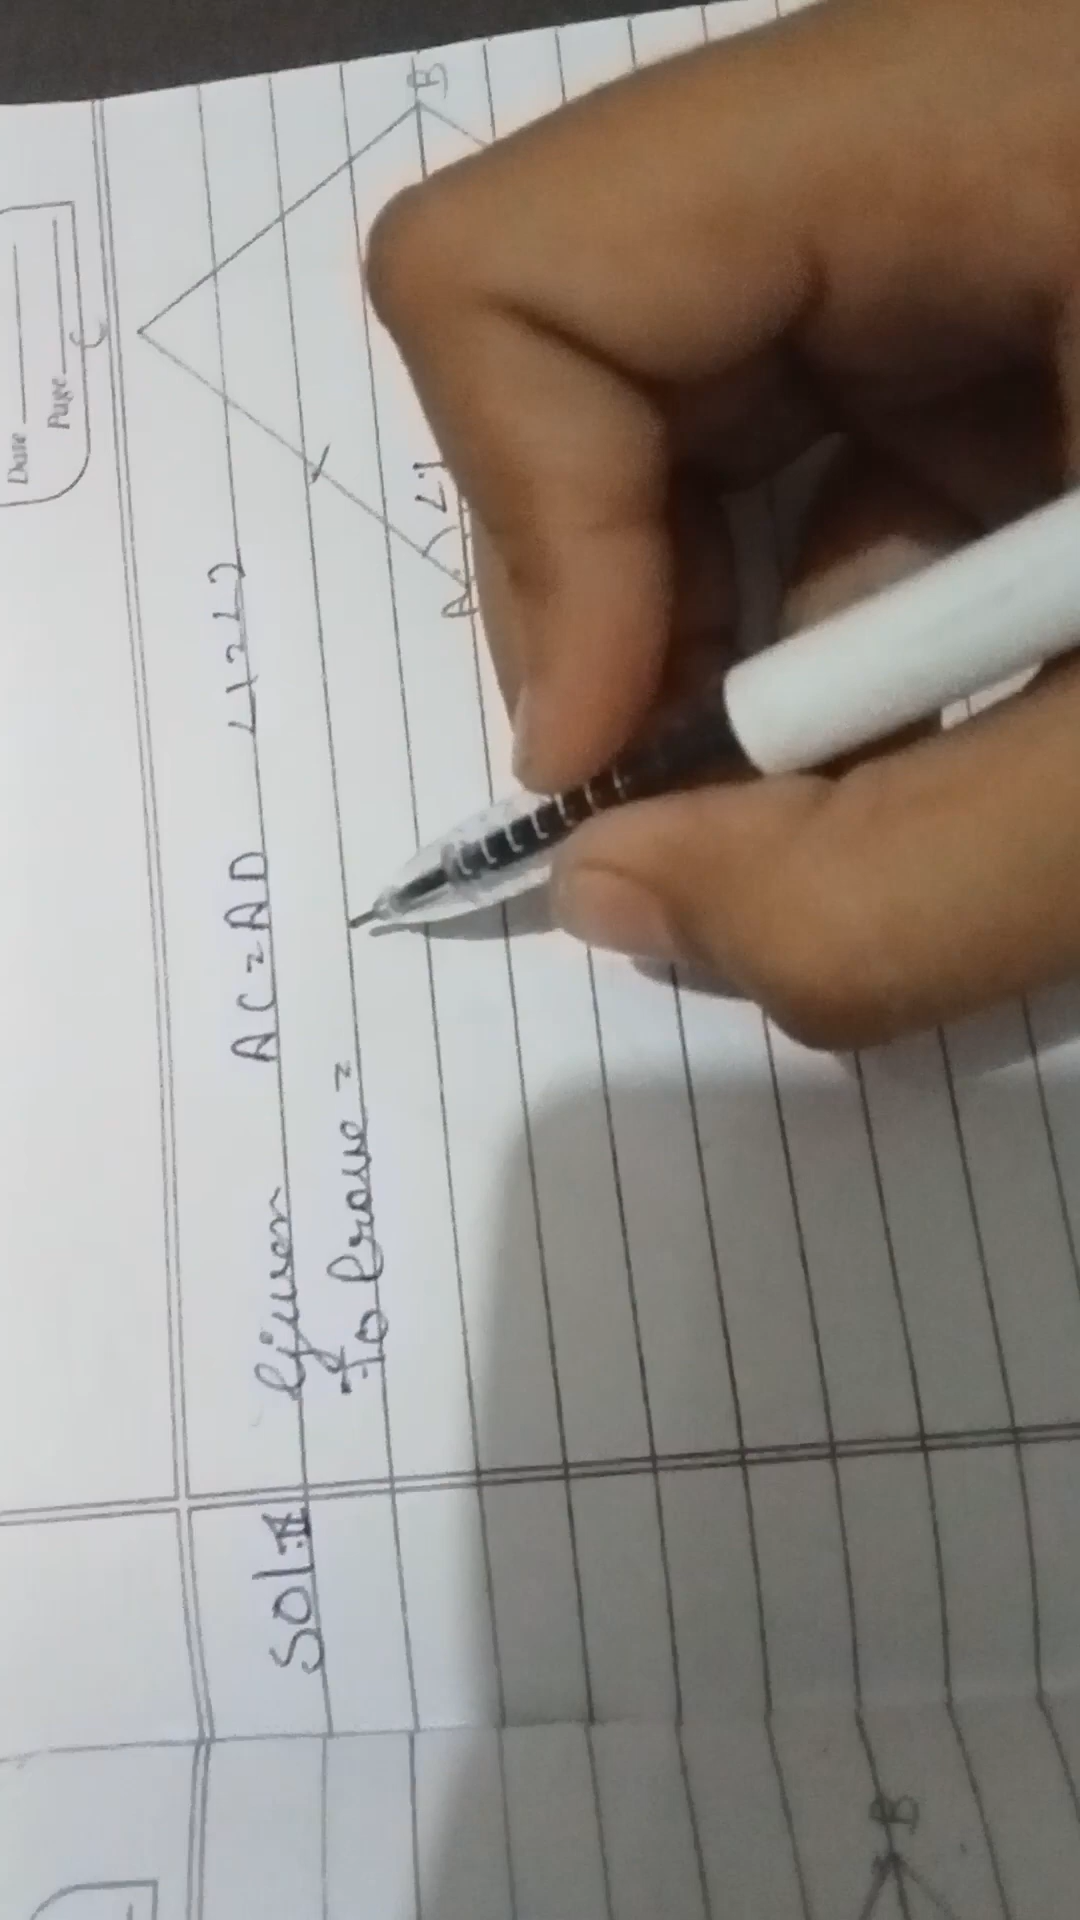 Date
Page
C
B
A
∠1
Sol:- Given AC = AD ∠1 = ∠2
To Prove =
B